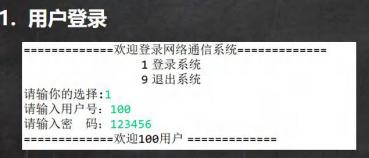 1. 用户登录
=============欢迎登录网络通信系统=============
1 登录系统
9 退出系统
请输你的选择:1
请输入用户号: 100
请输入密  码: 123456
=============欢迎100用户 =============